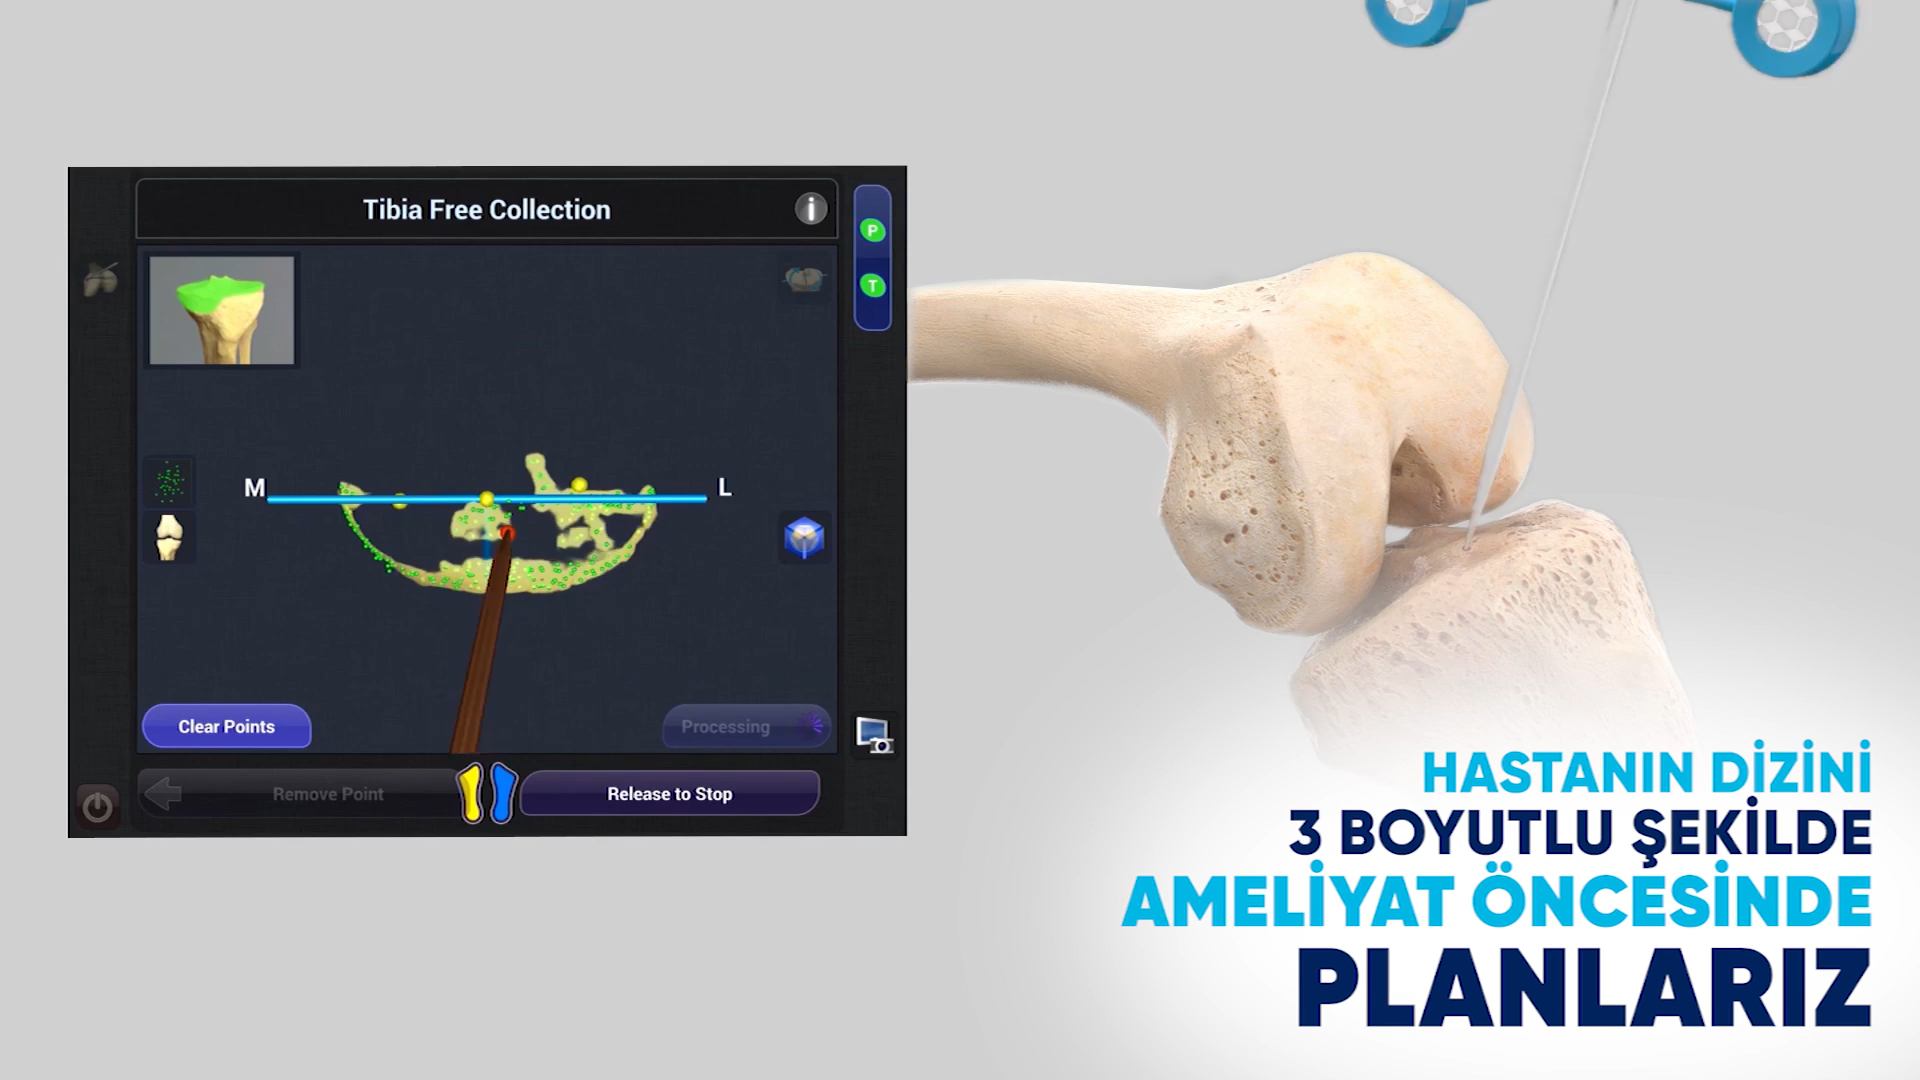 Tibia Free Collection
i
P
T
M
L
Clear Points
Processing
Remove Point
Release to Stop
HASTANIN DİZİNİ
3 BOYUTLU ŞEKİLDE
AMELİYAT ÖNCESİNDE
PLANLARIZ